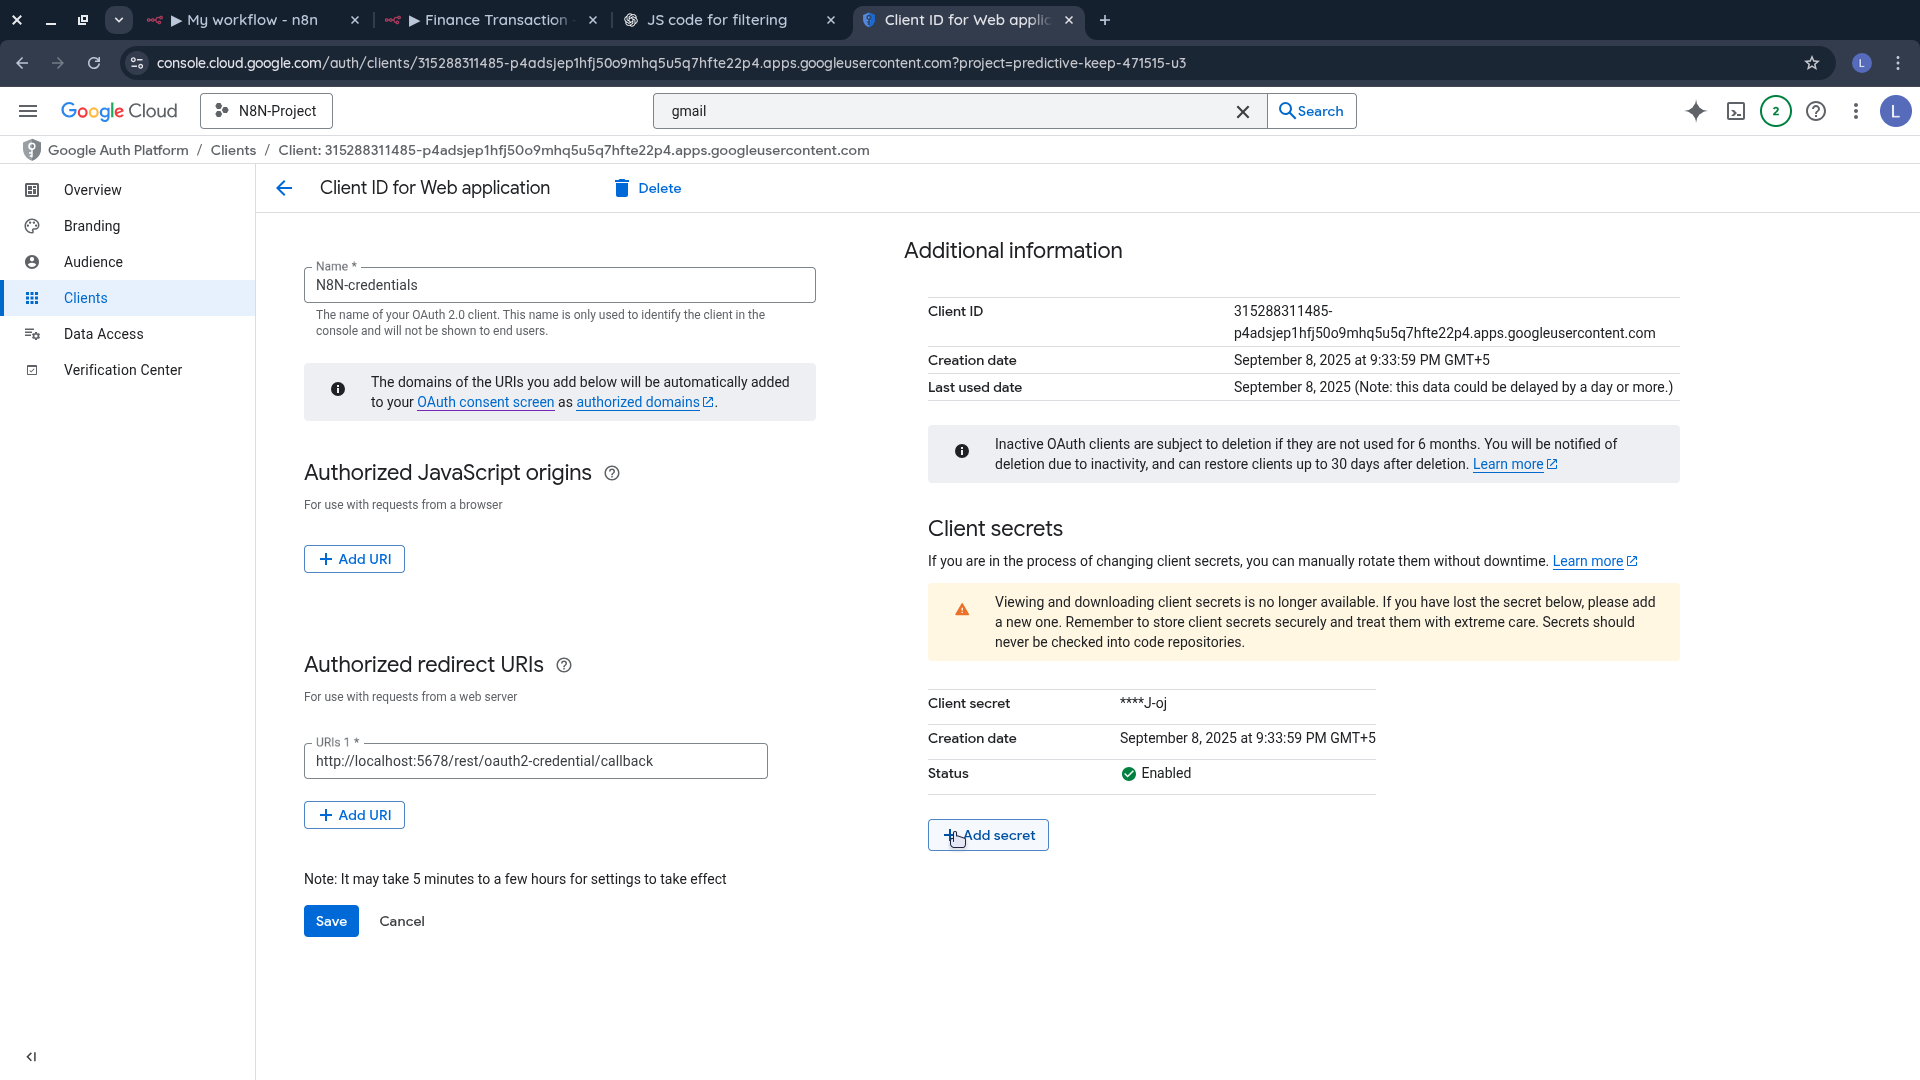 ▶ My workflow - n8n
▶ Finance Transaction
JS code for filtering
Client ID for Web applic
console.cloud.google.com/auth/clients/315288311485-p4adsjep1hfj50o9mhq5u5q7hfte22p4.apps.googleusercontent.com?project=predictive-keep-471515-u3
L
Google Cloud
N8N-Project
gmail
Search
2
L
Google Auth Platform / Clients / Client: 315288311485-p4adsjep1hfj50o9mhq5u5q7hfte22p4.apps.googleusercontent.com
Overview
Branding
Audience
Clients
Data Access
Verification Center
Client ID for Web application
Delete
Name *
N8N-credentials
The name of your OAuth 2.0 client. This name is only used to identify the client in the
console and will not be shown to end users.
The domains of the URIs you add below will be automatically added
to your OAuth consent screen as authorized domains.
Authorized JavaScript origins
For use with requests from a browser
+ Add URI
Authorized redirect URIs
For use with requests from a web server
URIs 1 *
http://localhost:5678/rest/oauth2-credential/callback
+ Add URI
Note: It may take 5 minutes to a few hours for settings to take effect
Save
Cancel
Additional information
Client ID
315288311485-
p4adsjep1hfj50o9mhq5u5q7hfte22p4.apps.googleusercontent.com
Creation date
September 8, 2025 at 9:33:59 PM GMT+5
Last used date
September 8, 2025 (Note: this data could be delayed by a day or more.)
Inactive OAuth clients are subject to deletion if they are not used for 6 months. You will be notified of
deletion due to inactivity, and can restore clients up to 30 days after deletion. Learn more
Client secrets
If you are in the process of changing client secrets, you can manually rotate them without downtime. Learn more
Viewing and downloading client secrets is no longer available. If you have lost the secret below, please add
a new one. Remember to store client secrets securely and treat them with extreme care. Secrets should
never be checked into code repositories.
Client secret
****J-oj
Creation date
September 8, 2025 at 9:33:59 PM GMT+5
Status
Enabled
+ Add secret